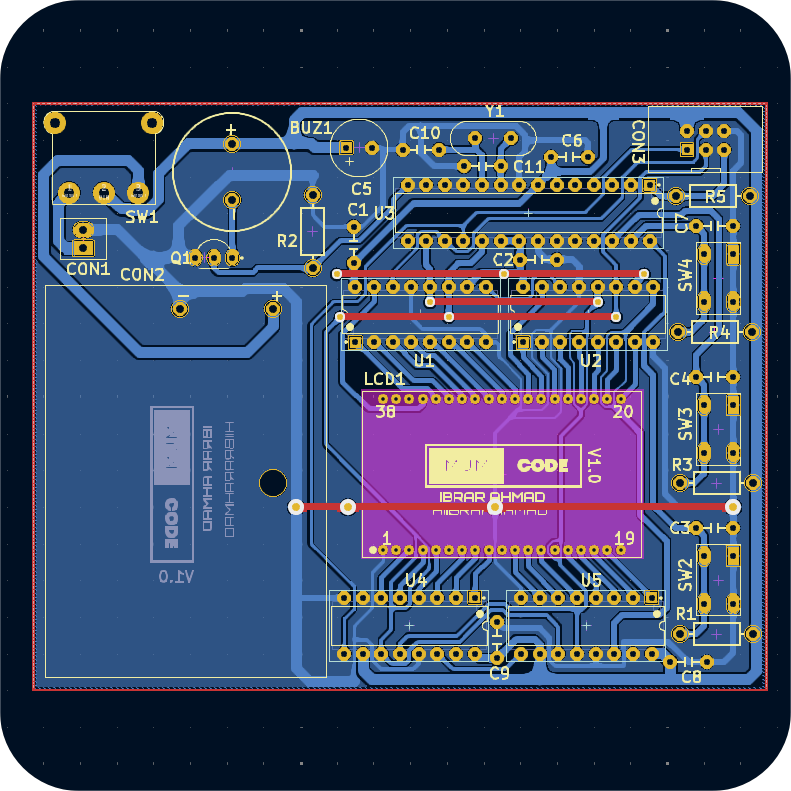 Y1
BUZ1
C10
C6
CON3
C11
+
+
C5
R5
SW1
C1
U3
C7
R2
CON1
Q1
C2
CON2
SW4
−
+
R4
U1
U2
LCD1
C4
38
20
SW3
CODE
V1.0
R3
IBRAR AHMAD
IBRAR AHMAD
CODE
V1.0
C3
1
19
U4
U5
SW2
R1
C9
C8